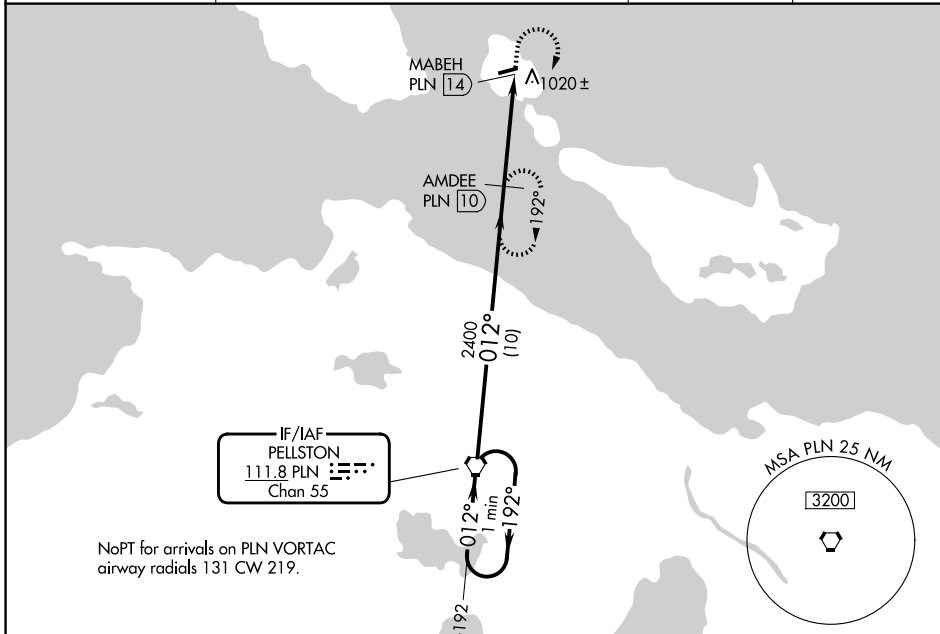 MABEH
PLN 14
1020 ±
AMDEE
PLN 10
192°
2400
012°
(10)
IF/IAF
PELLSTON
111.8 PLN
Chan 55
012°
1 min
192°
192
NoPT for arrivals on PLN VORTAC
airway radials 131 CW 219.
MSA PLN 25 NM
3200